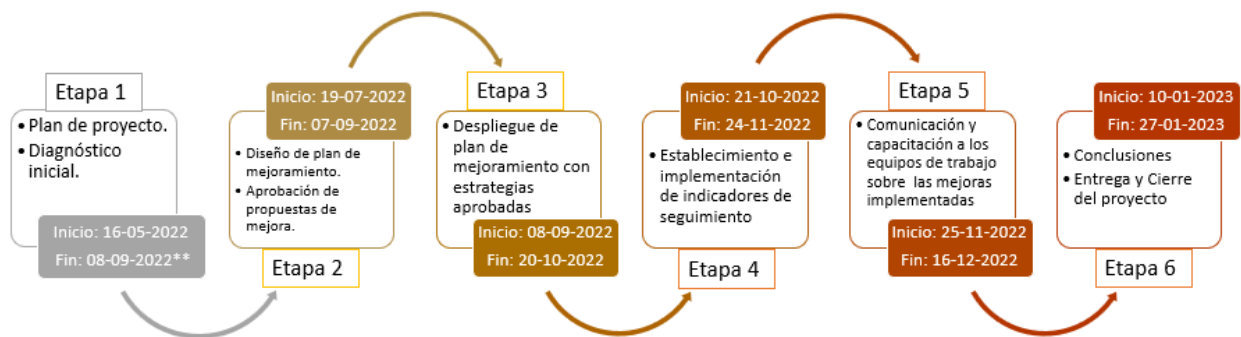 Etapa 1
• Plan de proyecto.
• Diagnóstico
inicial.
Inicio: 16-05-2022
Fin: 08-09-2022**
Inicio: 19-07-2022
Fin: 07-09-2022
• Diseño de plan de
mejoramiento.
• Aprobación de
propuestas de
mejora.
Etapa 2
Etapa 3
• Despliegue de
plan de
mejoramiento con
estrategias
aprobadas
Inicio: 08-09-2022
Fin: 20-10-2022
Inicio: 21-10-2022
Fin: 24-11-2022
• Establecimiento e
implementación
de indicadores de
seguimiento
Etapa 4
Etapa 5
• Comunicación y
capacitación a los
equipos de trabajo
sobre las mejoras
implementadas
Inicio: 25-11-2022
Fin: 16-12-2022
Inicio: 10-01-2023
Fin: 27-01-2023
• Conclusiones
• Entrega y Cierre
del proyecto
Etapa 6